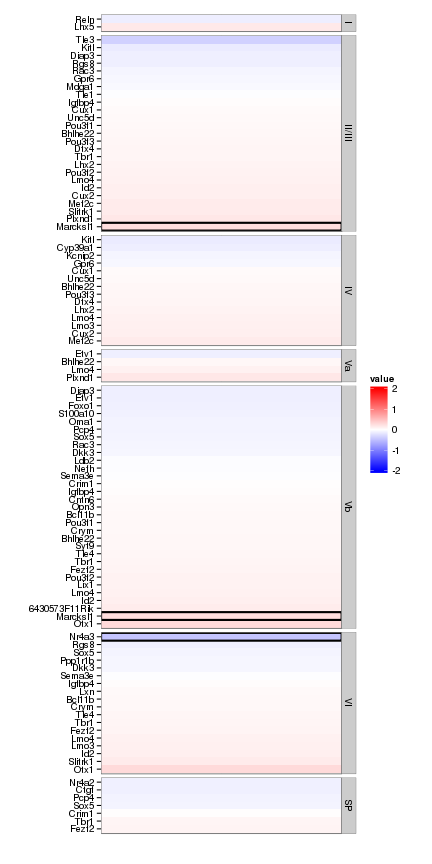 Reln
Lhx5
I
Tle3
Kitl
Diap3
Rgs8
Rac3
Gpr6
Mdga1
Tle1
Igfbp4
Cux1
Unc5d
Pou3f1
Bhlhe22
Pou3f3
Dtx4
Tbr1
Lhx2
Pou3f2
Lmo4
Id2
Cux2
Mef2c
Slitrk1
Plxnd1
Marcksl1
II/III
Kitl
Cyp39a1
Kcnip2
Gpr6
Cux1
Unc5d
Bhlhe22
Pou3f3
Dtx4
Lhx2
Lmo4
Lmo3
Cux2
Mef2c
IV
Etv1
Bhlhe22
Lmo4
Plxnd1
Va
Diap3
Etv1
Foxo1
S100a10
Oma1
Pcp4
Sox5
Rac3
Dkk3
Ldb2
Nefh
Sema3e
Crim1
Igfbp4
Cntn6
Opn3
Bcl11b
Pou3f1
Crym
Bhlhe22
Syt9
Tle4
Tbr1
Fezf2
Pou3f2
Lix1
Lmo4
Id2
6430573F11Rik
Marcksl1
Otx1
Vb
Nr4a3
Rgs8
Sox5
Ppp1r1b
Dkk3
Sema3e
Igfbp4
Lxn
Bcl11b
Crym
Tle4
Tbr1
Fezf2
Lmo4
Lmo3
Id2
Slitrk1
Otx1
VI
Nr4a2
Ctgf
Pcp4
Sox5
Crim1
Tbr1
Fezf2
SP
value
2
1
0
-1
-2